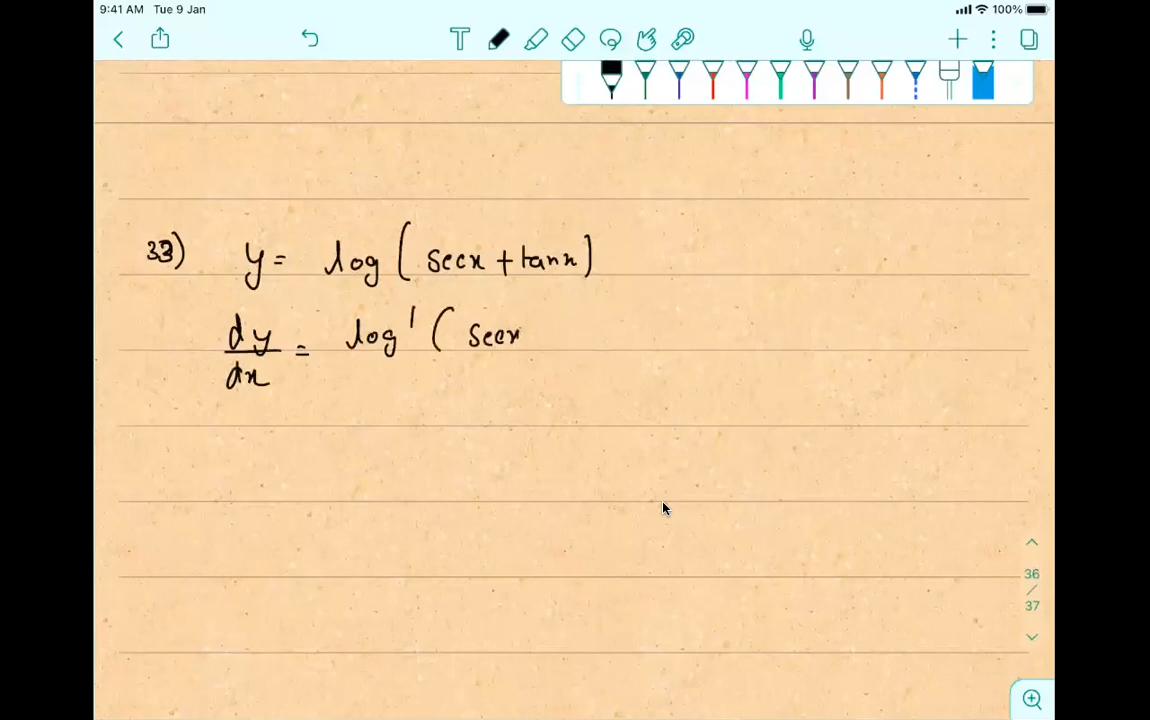 9:41 AM Tue 9 Jan 100%
33) y = log ( secx + tanx )
dy/dx = log' ( secx
36
/
37